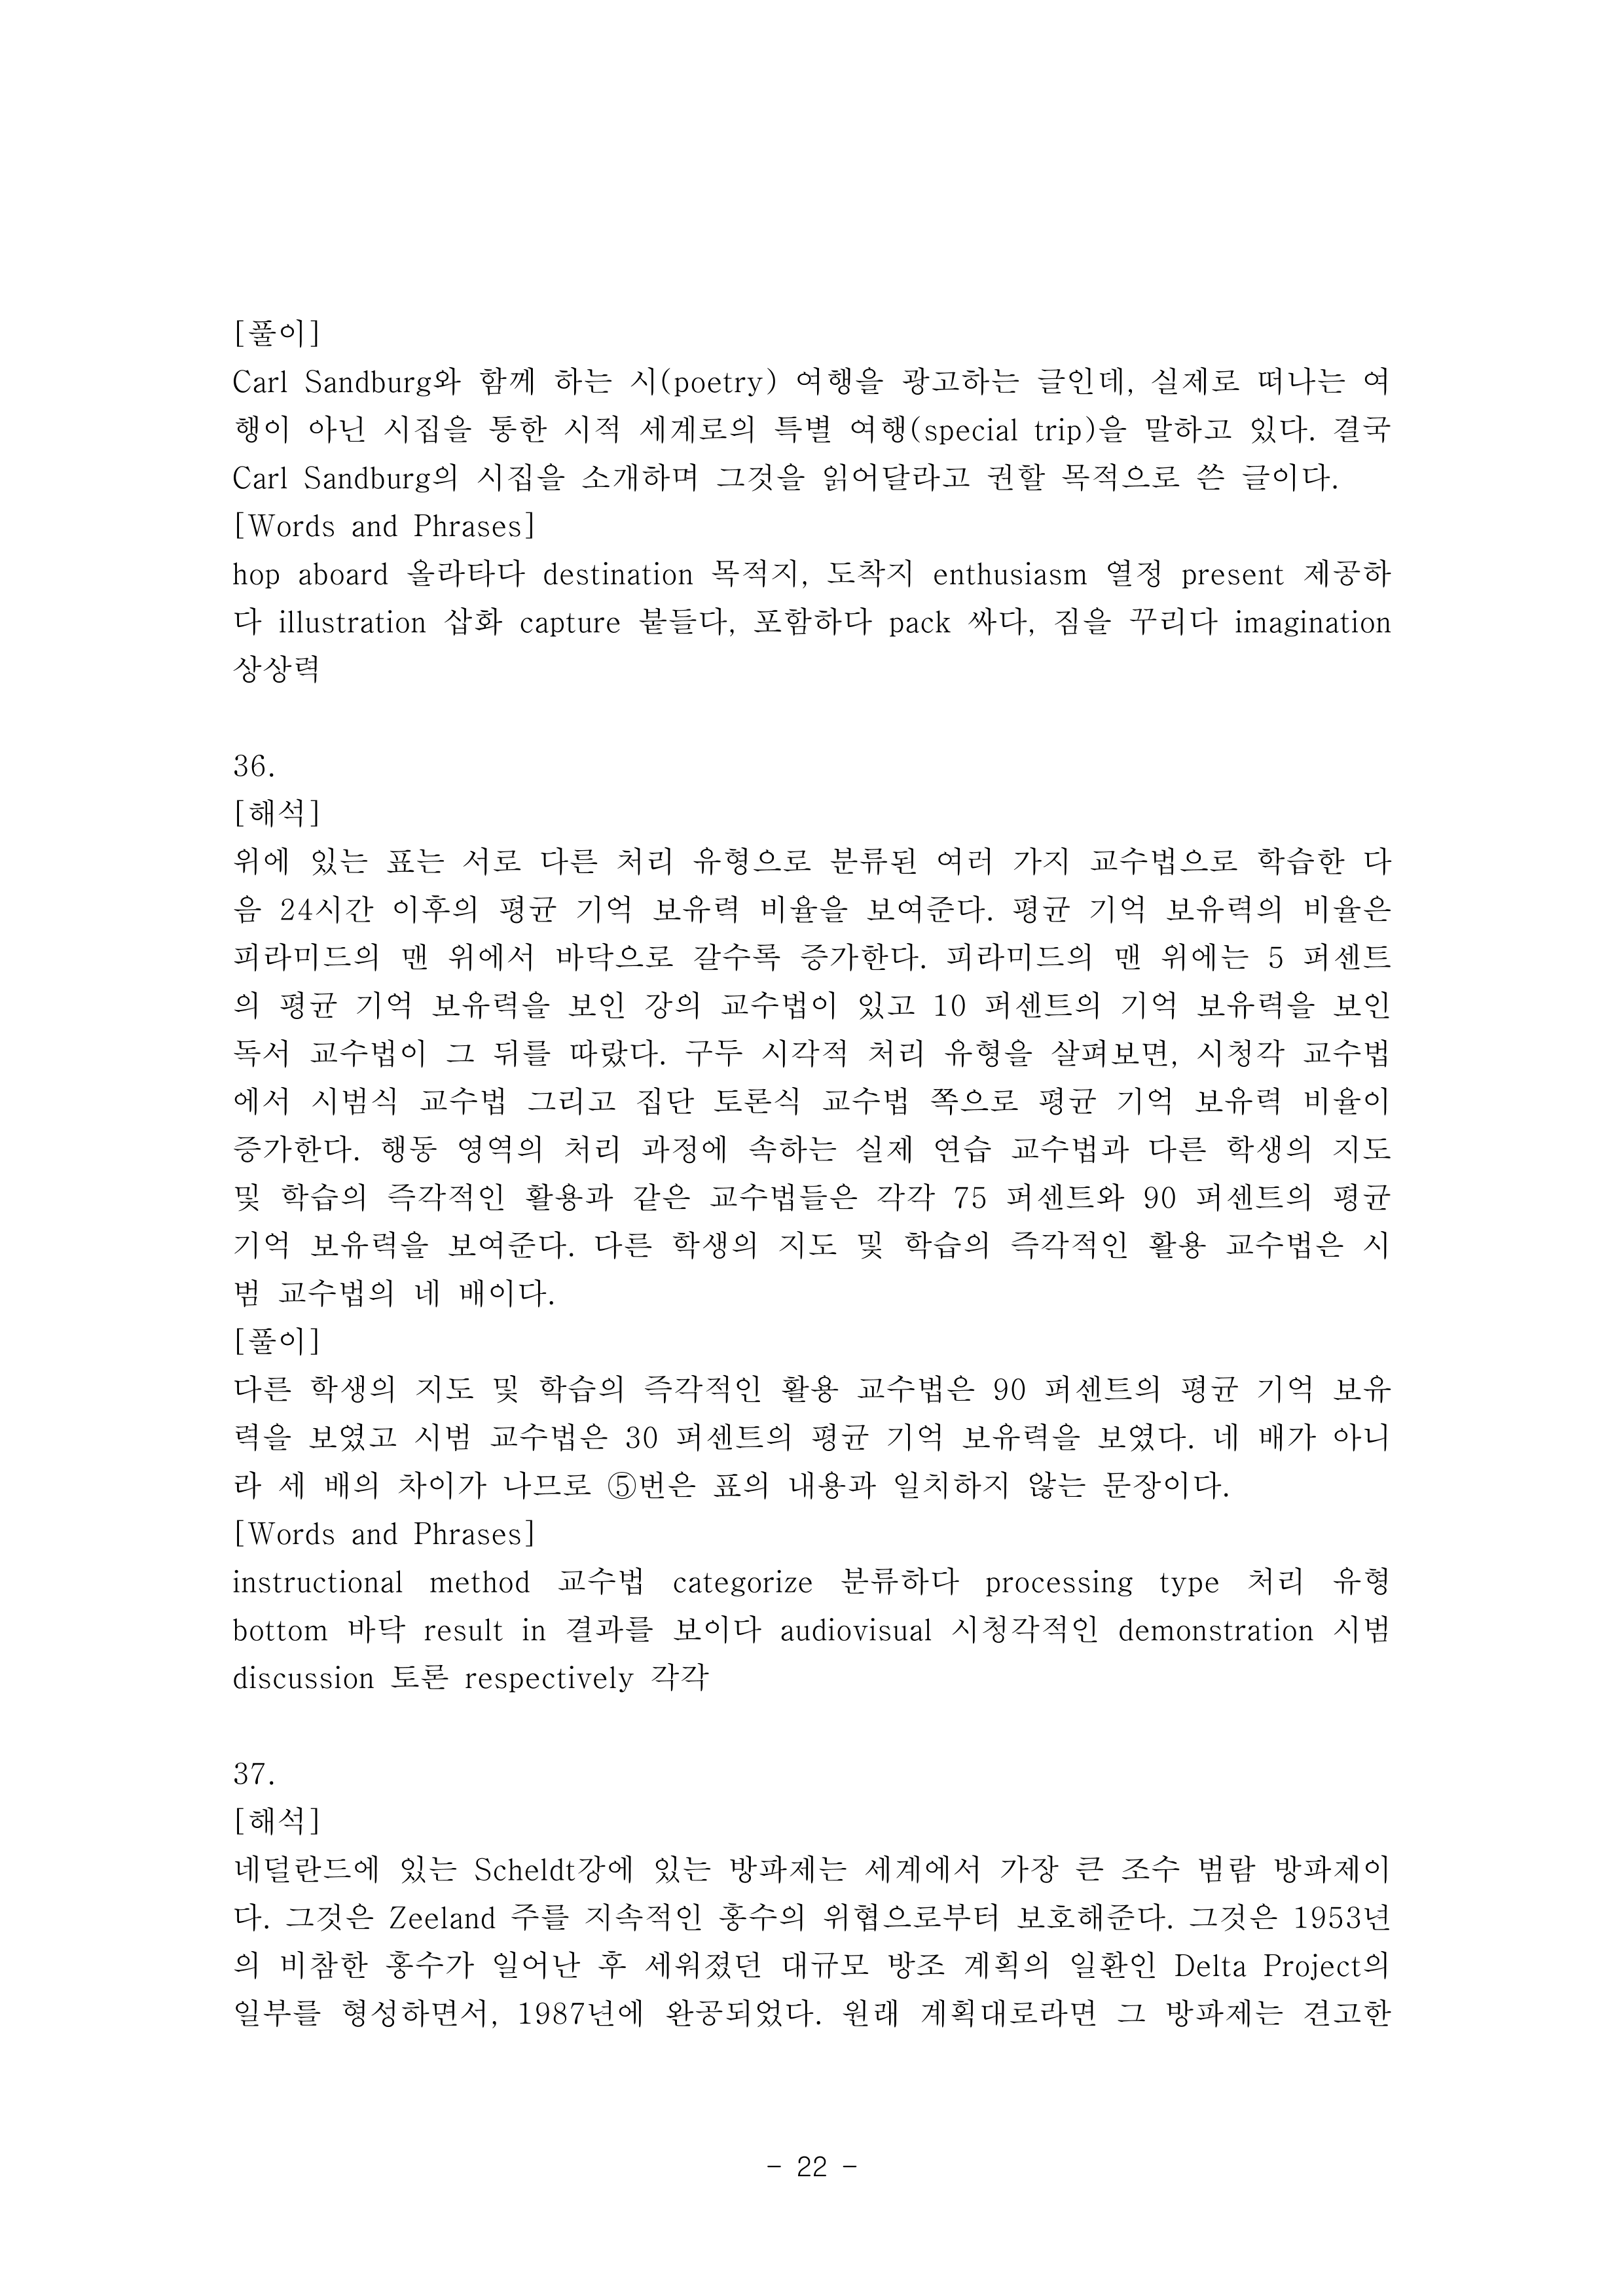 [풀이]
Carl Sandburg와 함께 하는 시(poetry) 여행을 광고하는 글인데, 실제로 떠나는 여
행이 아닌 시집을 통한 시적 세계로의 특별 여행(special trip)을 말하고 있다. 결국
Carl Sandburg의 시집을 소개하며 그것을 읽어달라고 권할 목적으로 쓴 글이다.
[Words and Phrases]
hop aboard 올라타다 destination 목적지, 도착지 enthusiasm 열정 present 제공하
다 illustration 삽화 capture 붙들다, 포함하다 pack 싸다, 짐을 꾸리다 imagination
상상력
36.
[해석]
위에 있는 표는 서로 다른 처리 유형으로 분류된 여러 가지 교수법으로 학습한 다
음 24시간 이후의 평균 기억 보유력 비율을 보여준다. 평균 기억 보유력의 비율은
피라미드의 맨 위에서 바닥으로 갈수록 증가한다. 피라미드의 맨 위에는 5 퍼센트
의 평균 기억 보유력을 보인 강의 교수법이 있고 10 퍼센트의 기억 보유력을 보인
독서 교수법이 그 뒤를 따랐다. 구두 시각적 처리 유형을 살펴보면, 시청각 교수법
에서 시범식 교수법 그리고 집단 토론식 교수법 쪽으로 평균 기억 보유력 비율이
증가한다. 행동 영역의 처리 과정에 속하는 실제 연습 교수법과 다른 학생의 지도
및 학습의 즉각적인 활용과 같은 교수법들은 각각 75 퍼센트와 90 퍼센트의 평균
기억 보유력을 보여준다. 다른 학생의 지도 및 학습의 즉각적인 활용 교수법은 시
범 교수법의 네 배이다.
[풀이]
다른 학생의 지도 및 학습의 즉각적인 활용 교수법은 90 퍼센트의 평균 기억 보유
력을 보였고 시범 교수법은 30 퍼센트의 평균 기억 보유력을 보였다. 네 배가 아니
라 세 배의 차이가 나므로 ⑤번은 표의 내용과 일치하지 않는 문장이다.
[Words and Phrases]
instructional method 교수법 categorize 분류하다 processing type 처리 유형
bottom 바닥 result in 결과를 보이다 audiovisual 시청각적인 demonstration 시범
discussion 토론 respectively 각각
37.
[해석]
네덜란드에 있는 Scheldt강에 있는 방파제는 세계에서 가장 큰 조수 범람 방파제이
다. 그것은 Zeeland 주를 지속적인 홍수의 위협으로부터 보호해준다. 그것은 1953년
의 비참한 홍수가 일어난 후 세워졌던 대규모 방조 계획의 일환인 Delta Project의
일부를 형성하면서, 1987년에 완공되었다. 원래 계획대로라면 그 방파제는 견고한
- 22 -